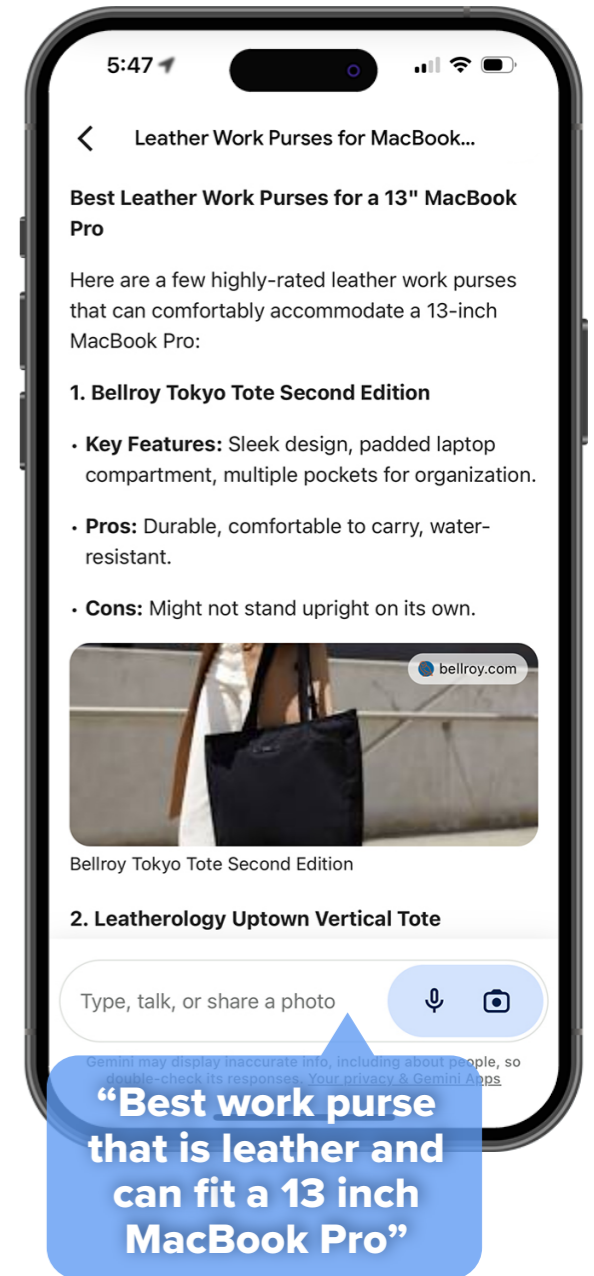 5:47
Leather Work Purses for MacBook...
Best Leather Work Purses for a 13" MacBook
Pro
Here are a few highly-rated leather work purses
that can comfortably accommodate a 13-inch
MacBook Pro:
1. Bellroy Tokyo Tote Second Edition
• Key Features: Sleek design, padded laptop
compartment, multiple pockets for organization.
• Pros: Durable, comfortable to carry, water-
resistant.
• Cons: Might not stand upright on its own.
bellroy.com
Bellroy Tokyo Tote Second Edition
2. Leatherology Uptown Vertical Tote
Type, talk, or share a photo
Gemini may display inaccurate info, including about people, so
double-check its responses. Your privacy & Gemini Apps
“Best work purse
that is leather and
can fit a 13 inch
MacBook Pro”